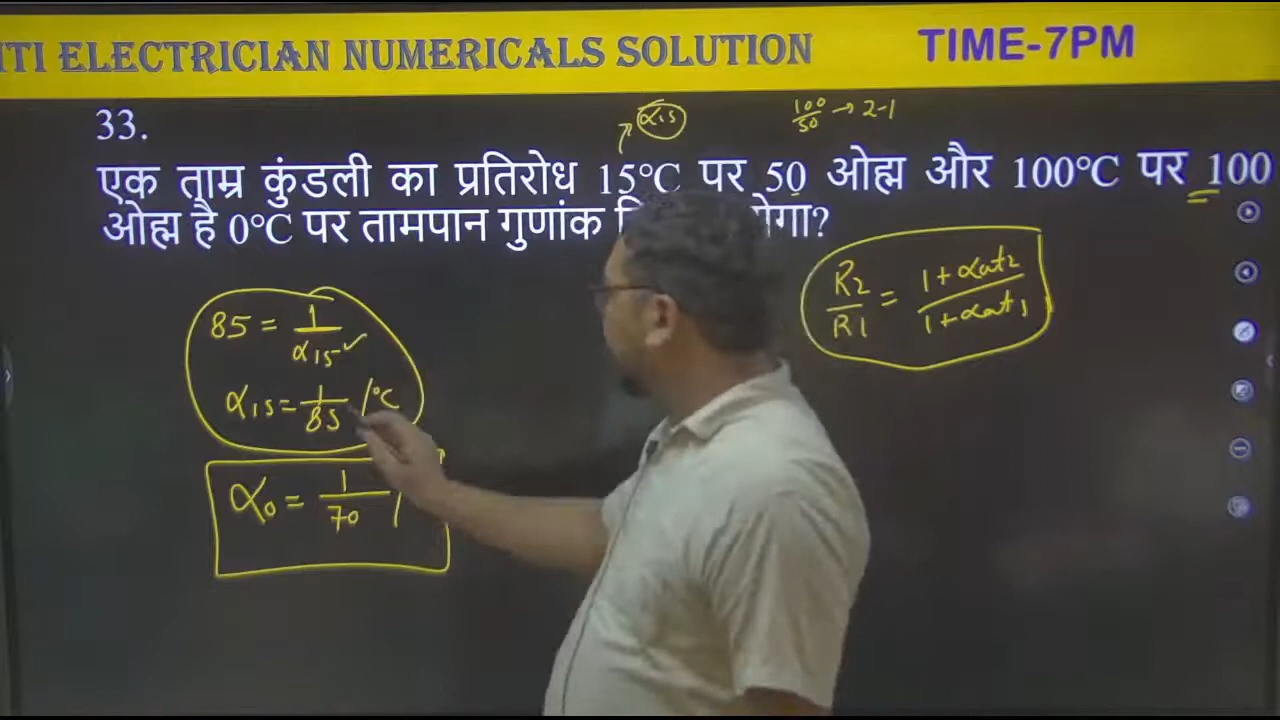 ITI ELECTRICIAN NUMERICALS SOLUTION TIME-7PM
33.
α15
100/50 → 2-1
एक ताम्र कुंडली का प्रतिरोध 15°C पर 50 ओह्म और 100°C पर 100
ओह्म है 0°C पर तामपान गुणांक होगा?
R2/R1 = 1+α0t2/1+α0t1
85 = 1/α15 ✓
α15 = 1/85 /°C
α0 = 1/70 /